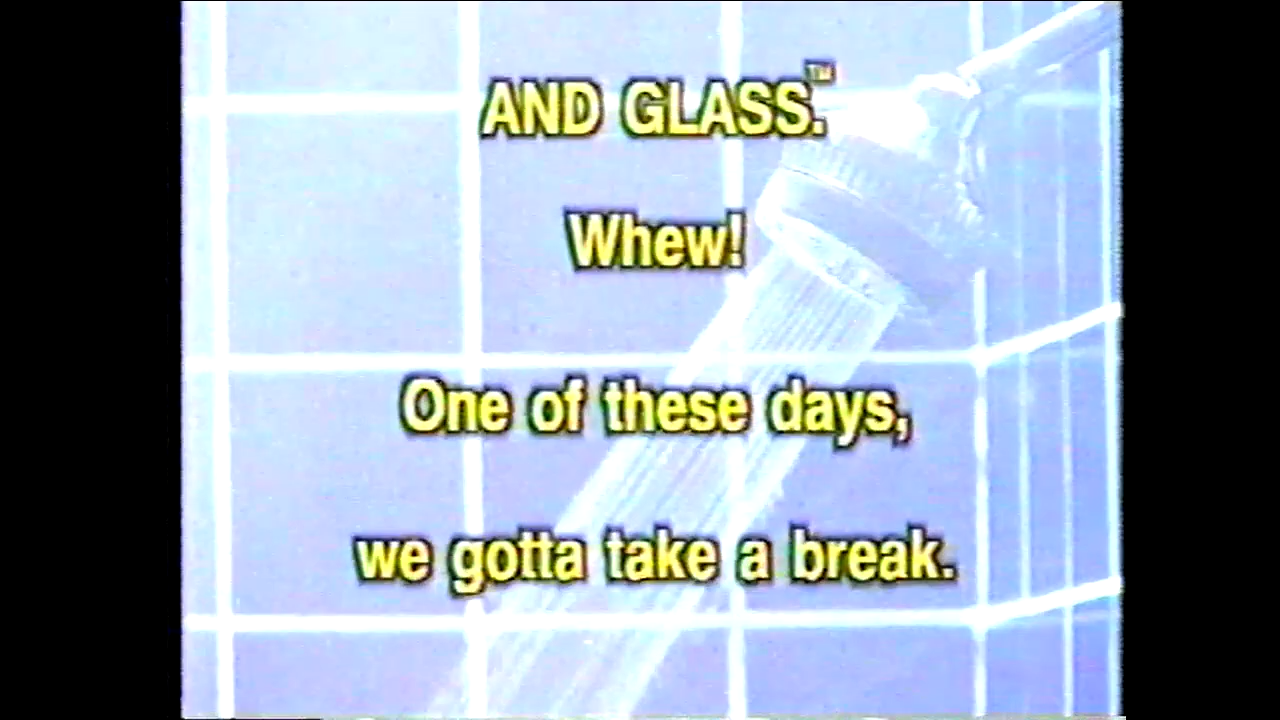 AND GLASS.™
Whew!
One of these days,
we gotta take a break.